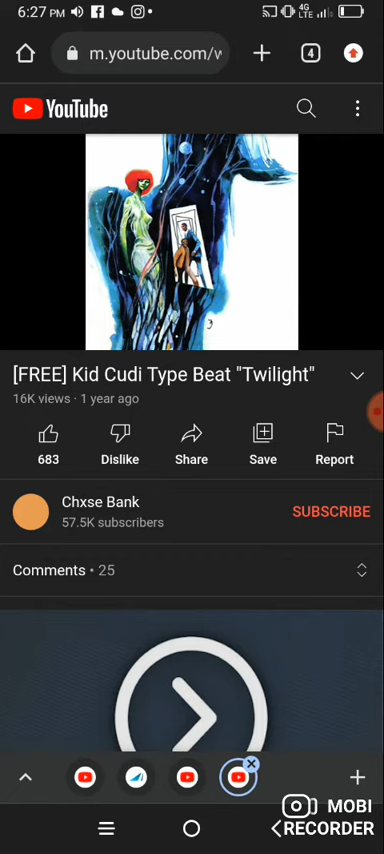 6:27 PM
4G
LTE
m.youtube.com/w
4
YouTube
[FREE] Kid Cudi Type Beat "Twilight"
16K views · 1 year ago
683
Dislike
Share
Save
Report
Chxse Bank
57.5K subscribers
SUBSCRIBE
Comments • 25
MOBI
RECORDER